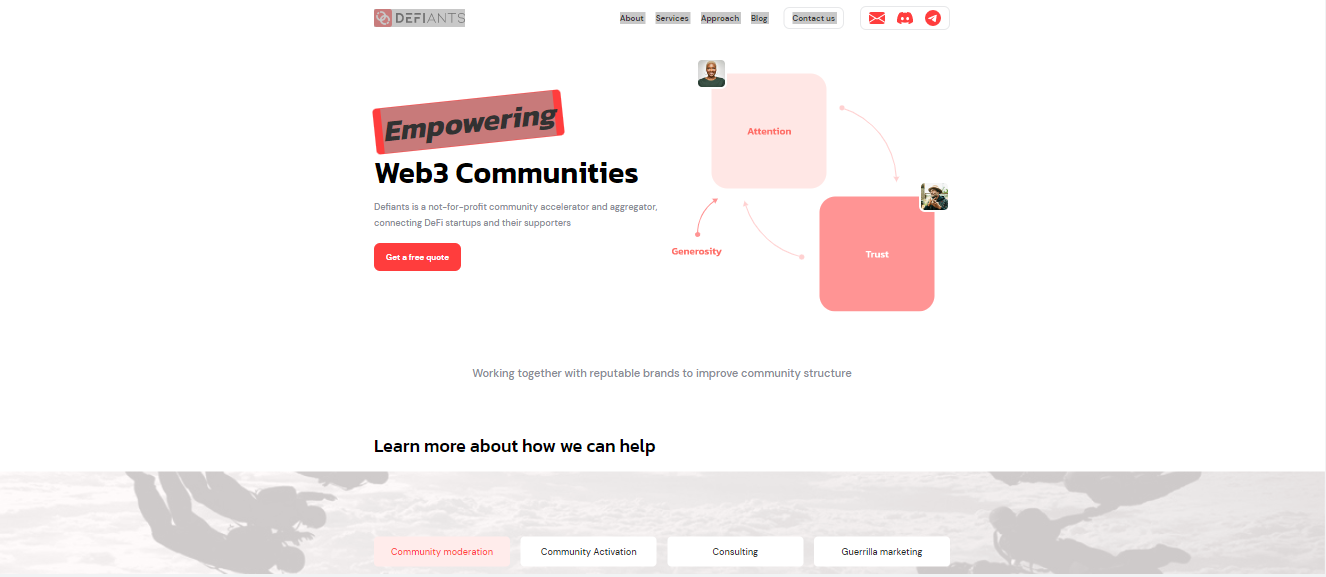 DEFIANTS
About Services Approach Blog Contact us
Empowering
Web3 Communities
Defiants is a not-for-profit community accelerator and aggregator,
connecting DeFi startups and their supporters
Get a free quote
Attention
Generosity
Trust
Working together with reputable brands to improve community structure
Learn more about how we can help
Community moderation Community Activation Consulting Guerrilla marketing